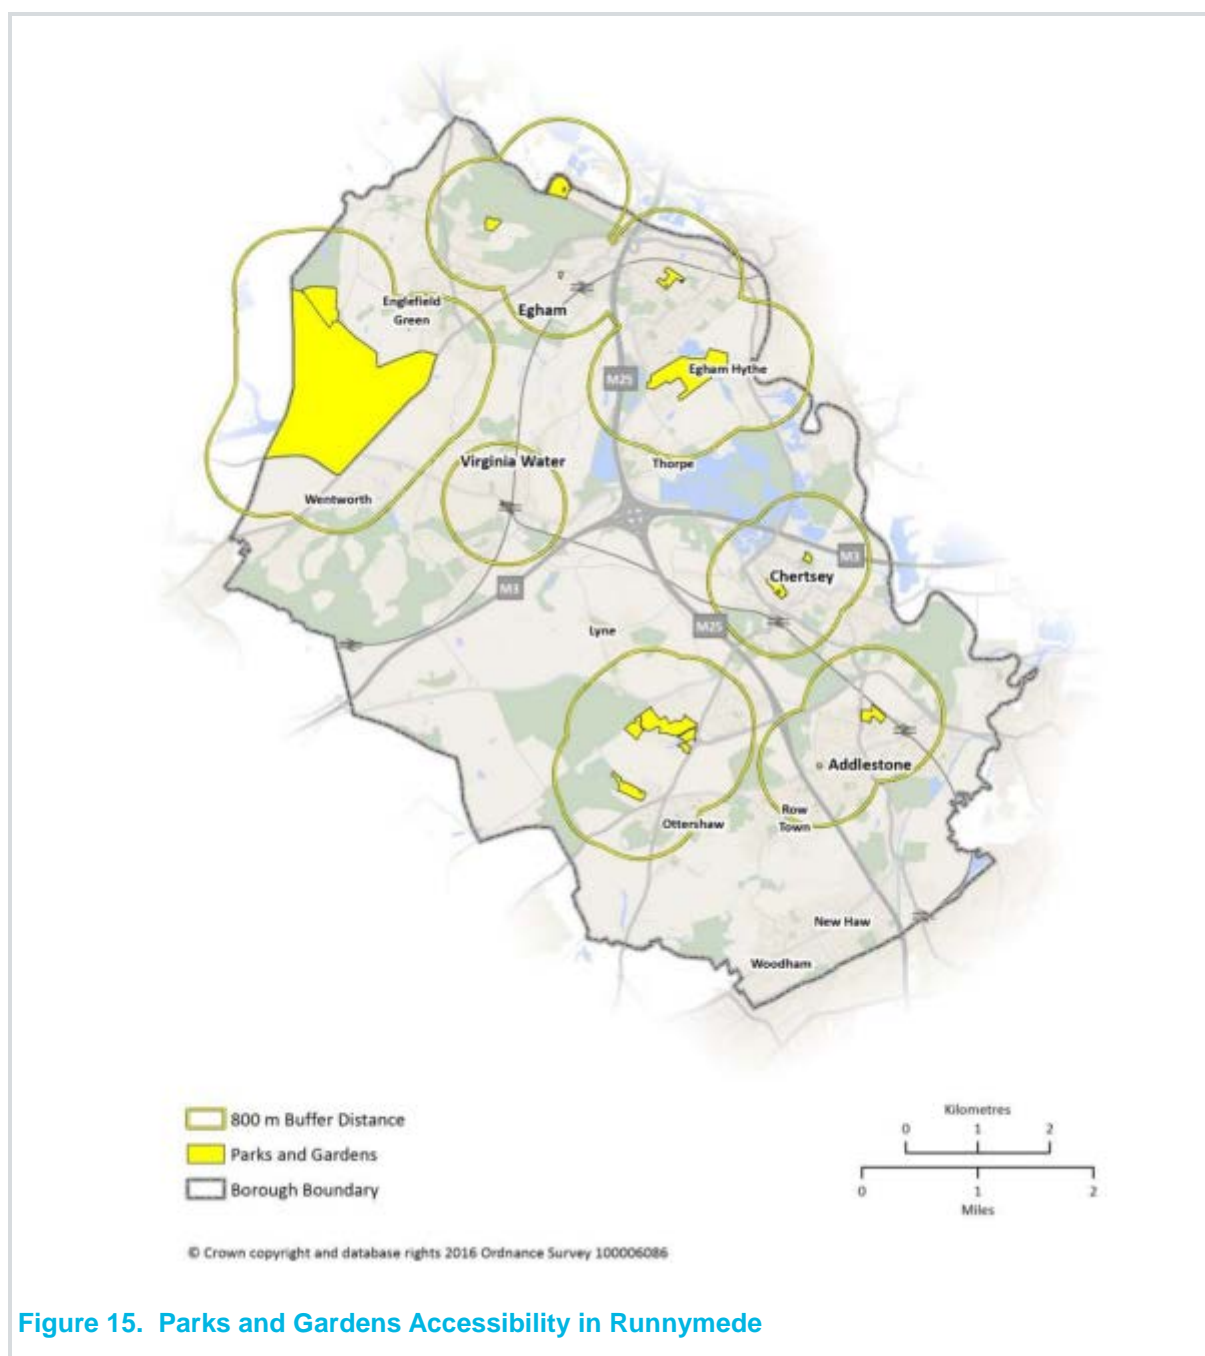 Englefield
Green
Egham
M25
Egham Hythe
Virginia Water
Thorpe
Wentworth
M3
Chertsey
M3
Lyne
M25
Addlestone
Row
Town
Ottershaw
New Haw
Woodham
800 m Buffer Distance
Parks and Gardens
Borough Boundary
Kilometres
0 1 2
0 1 2
Miles
© Crown copyright and database rights 2016 Ordnance Survey 100006086
Figure 15. Parks and Gardens Accessibility in Runnymede